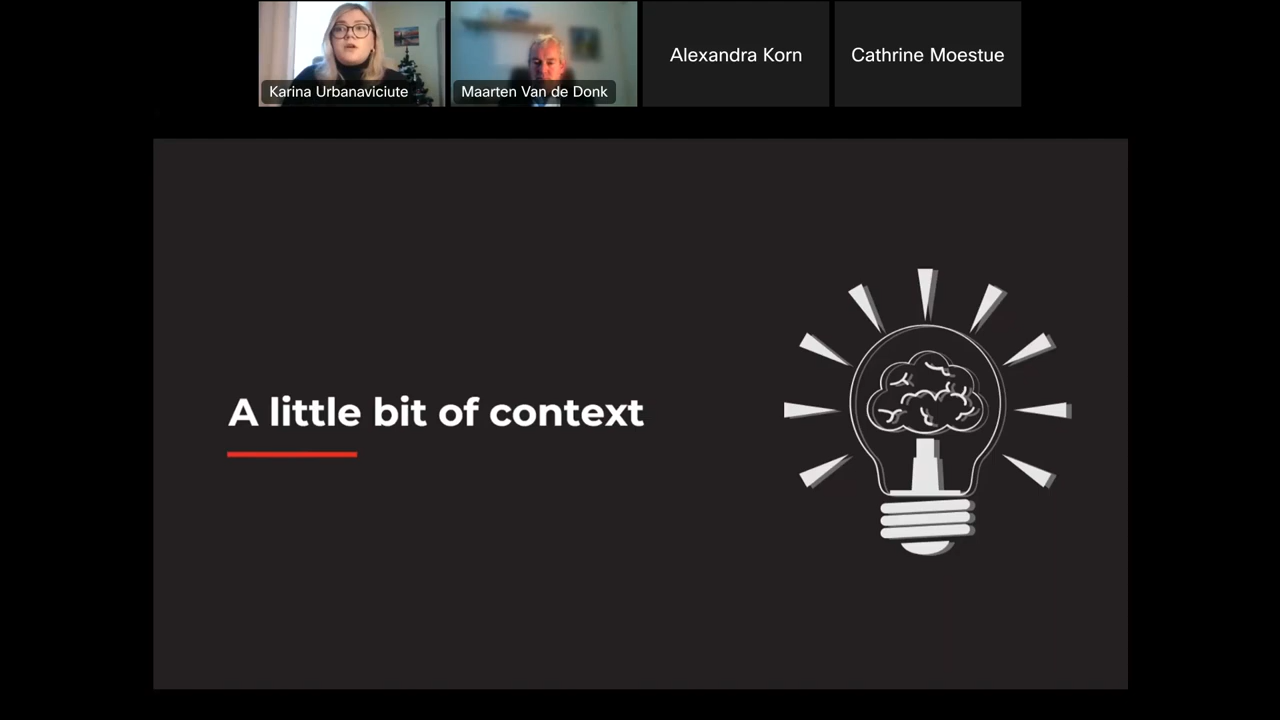 Karina Urbanaviciute
Maarten Van de Donk
Alexandra Korn
Cathrine Moestue
A little bit of context